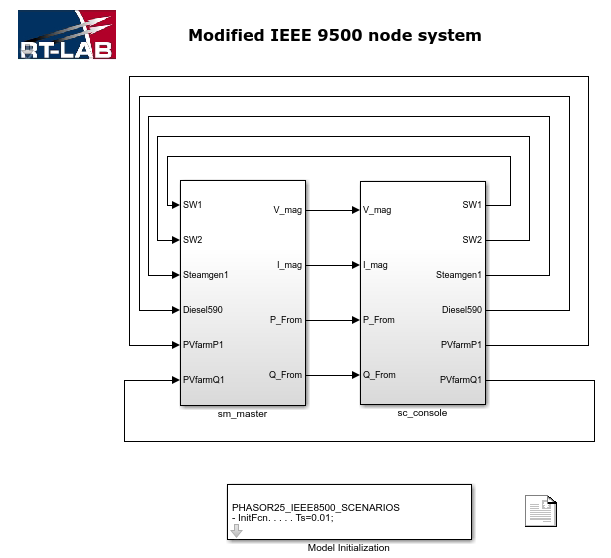 RT-LAB
Modified IEEE 9500 node system
SW1
SW2
Steamgen1
Diesel590
PVfarmP1
PVfarmQ1
V_mag
I_mag
P_From
Q_From
sm_master
V_mag
I_mag
P_From
Q_From
SW1
SW2
Steamgen1
Diesel590
PVfarmP1
PVfarmQ1
sc_console
PHASOR25_IEEE8500_SCENARIOS
- InitFcn. . . . . Ts=0.01;
Model Initialization